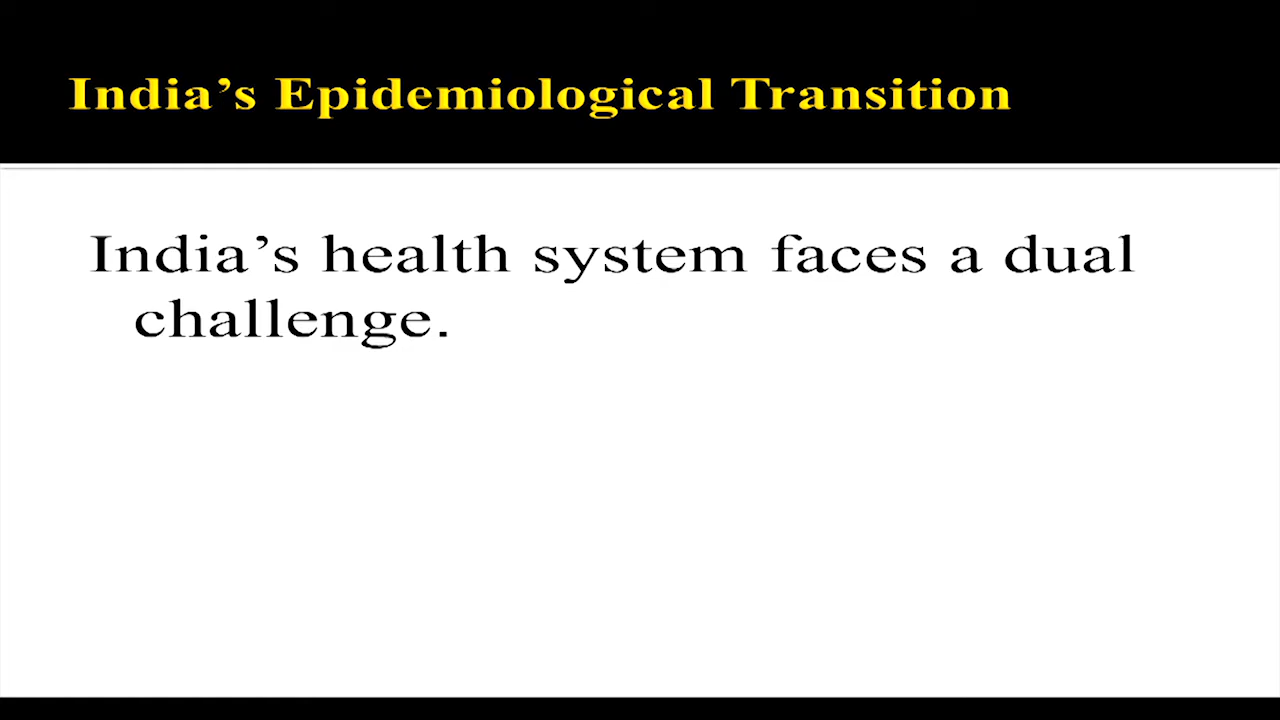 India’s Epidemiological Transition
India’s health system faces a dual
challenge.